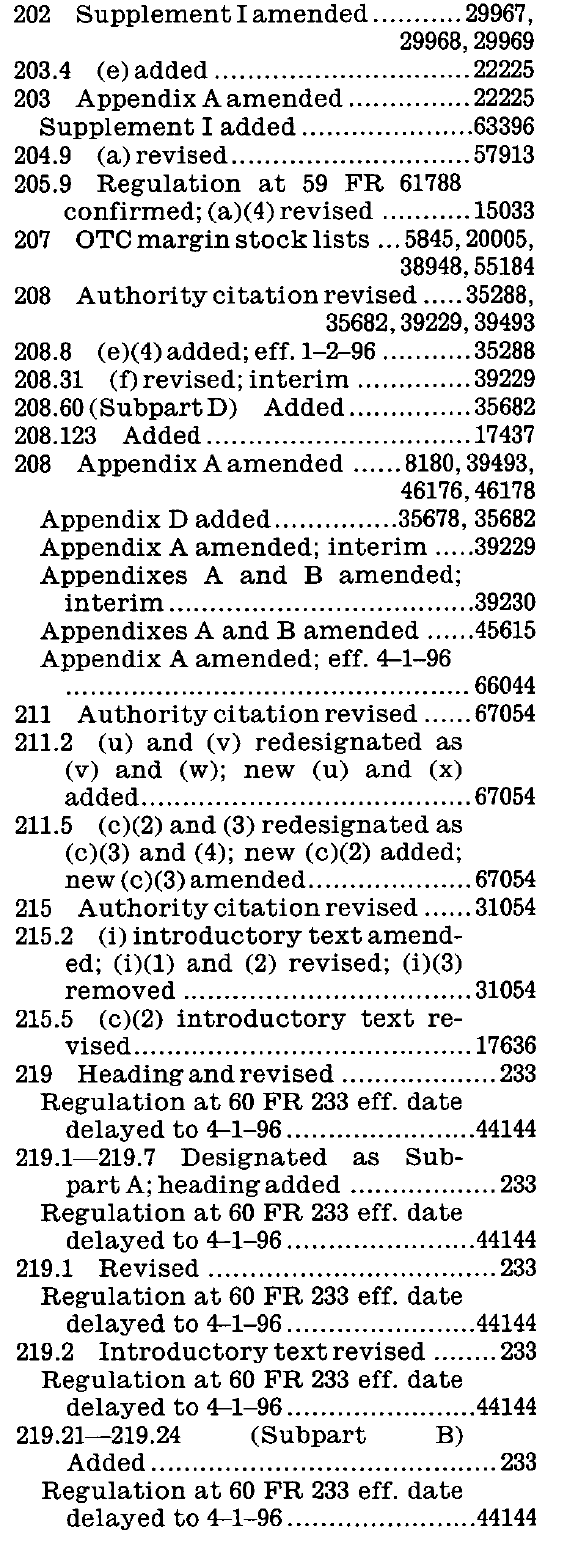 202 Supplement I amended...........29967,
29968, 29969
203.4 (e) added ................................22225
203 Appendix A amended ...............22225
Supplement I added .....................63396
204.9 (a) revised..............................57913
205.9 Regulation at 59 FR 61788
confirmed; (a)(4) revised ...........15033
207 OTC margin stock lists ...5845, 20005,
38948, 55184
208 Authority citation revised .....35288,
35682, 39229, 39493
208.8 (e)(4) added; eff. 1–2–96 ...........35288
208.31 (f) revised; interim ..............39229
208.60 (Subpart D) Added...............35682
208.123 Added.................................17437
208 Appendix A amended ......8180, 39493,
46176, 46178
Appendix D added...............35678, 35682
Appendix A amended; interim .....39229
Appendixes A and B amended;
interim.....................................39230
Appendixes A and B amended ......45615
Appendix A amended; eff. 4–1–96
.................................................66044
211 Authority citation revised ......67054
211.2 (u) and (v) redesignated as
(v) and (w); new (u) and (x)
added........................................67054
211.5 (c)(2) and (3) redesignated as
(c)(3) and (4); new (c)(2) added;
new (c)(3) amended....................67054
215 Authority citation revised ......31054
215.2 (i) introductory text amend-
ed; (i)(1) and (2) revised; (i)(3)
removed ...................................31054
215.5 (c)(2) introductory text re-
vised.........................................17636
219 Heading and revised ...................233
Regulation at 60 FR 233 eff. date
delayed to 4–1–96.......................44144
219.1—219.7 Designated as Sub-
part A; heading added ..................233
Regulation at 60 FR 233 eff. date
delayed to 4–1–96.......................44144
219.1 Revised ...................................233
Regulation at 60 FR 233 eff. date
delayed to 4–1–96.......................44144
219.2 Introductory text revised ........233
Regulation at 60 FR 233 eff. date
delayed to 4–1–96.......................44144
219.21—219.24 (Subpart B)
Added..........................................233
Regulation at 60 FR 233 eff. date
delayed to 4–1–96.......................44144